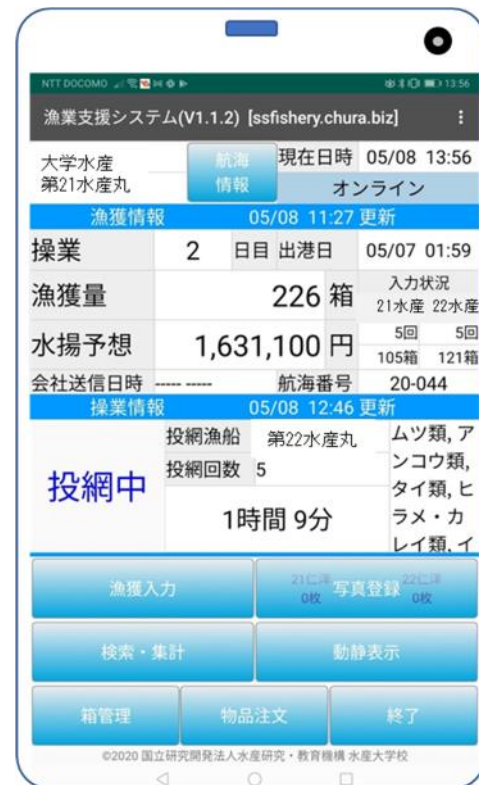 NTT DOCOMO 13:56
漁業支援システム(V1.1.2) [ssfishery.chura.biz]
大学水産
第21水産丸
航海
情報
現在日時 05/08 13:56
オンライン
漁獲情報 05/08 11:27 更新
操業 2 日目 出港日 05/07 01:59
漁獲量 226 箱
入力状況
21水産 22水産
水揚予想 1,631,100 円
5回 5回
105箱 121箱
会社送信日時 ----- ----- 航海番号 20-044
操業情報 05/08 12:46 更新
投網中
投網漁船 第22水産丸
投網回数 5
1時間 9分
ムツ類, ア
ンコウ類,
タイ類, ヒ
ラメ・カ
レイ類, イ
漁獲入力
21仁洋 0枚 写真登録 22仁洋 0枚
検索・集計 動静表示
箱管理 物品注文 終了
©2020 国立研究開発法人水産研究・教育機構 水産大学校